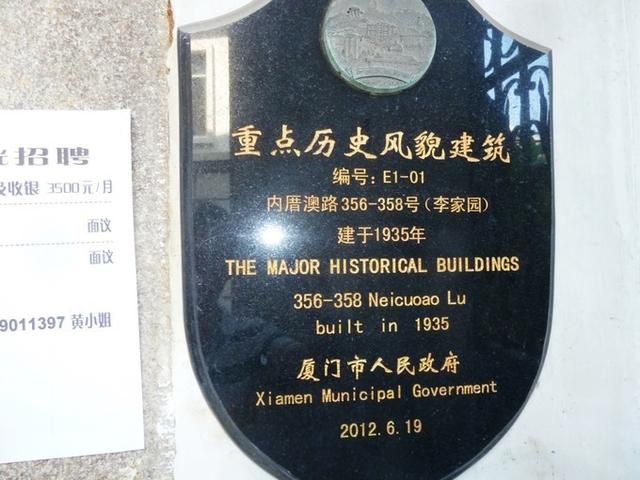 招聘
及收银 3500元/月
面议
面议
9011397 黄小姐
重点历史风貌建筑
编号：E1-01
内厝澳路356-358号（李家园）
建于1935年
THE MAJOR HISTORICAL BUILDINGS
356-358 Neicuoao Lu
built in 1935
厦门市人民政府
Xiamen Municipal Government
2012.6.19